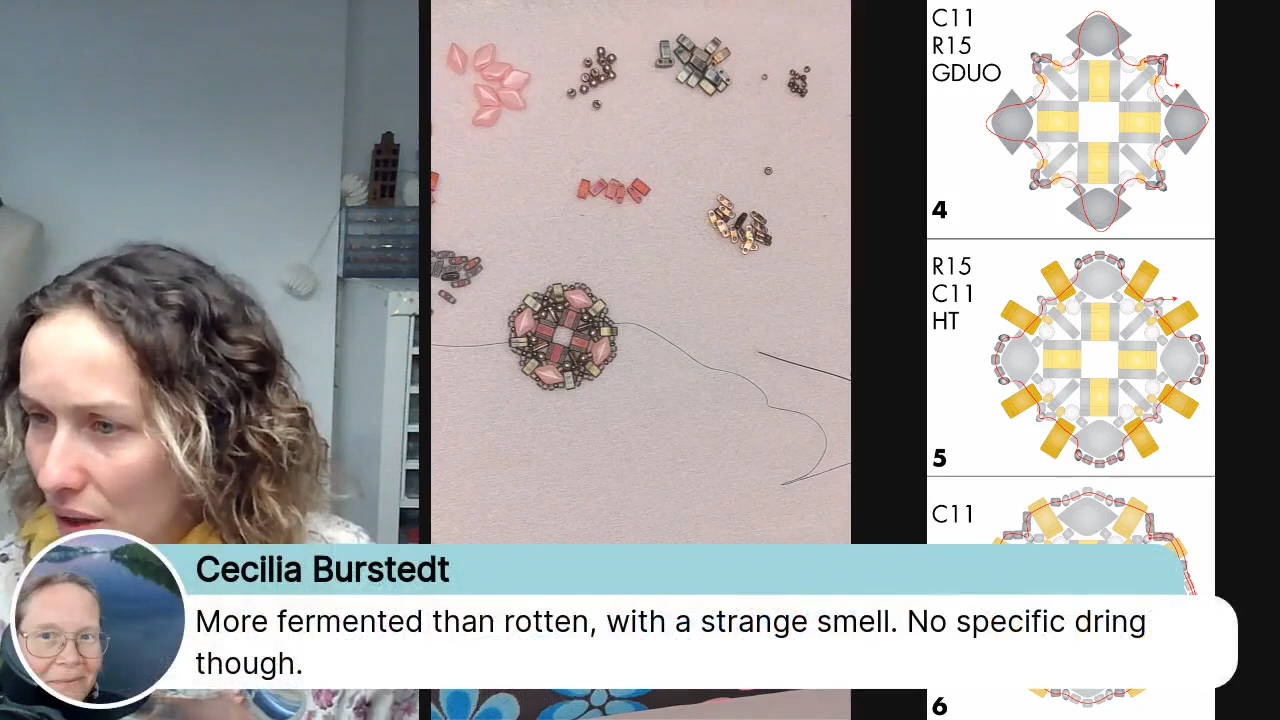 C11
R15
GDUO
4
R15
C11
HT
5
C11
6
Cecilia Burstedt
More fermented than rotten, with a strange smell. No specific dring
though.